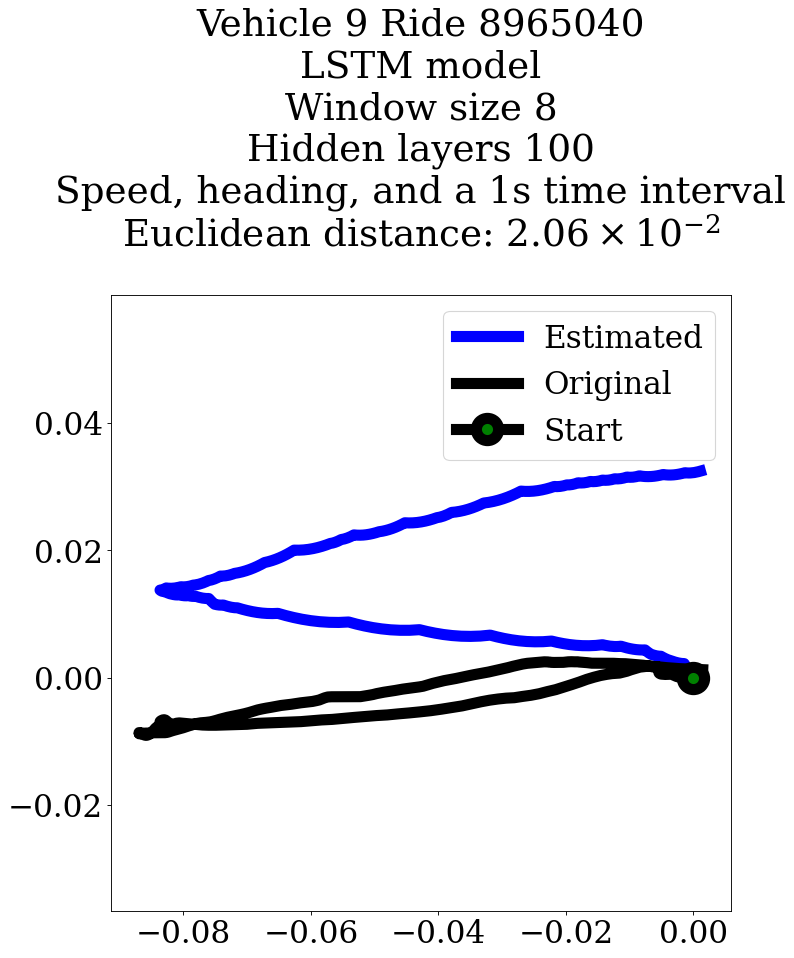 Vehicle 9 Ride 8965040
LSTM model
Window size 8
Hidden layers 100
Speed, heading, and a 1s time interval
Euclidean distance: 2.06 × 10⁻²
Estimated
Original
Start
0.04
0.02
0.00
−0.02
−0.08 −0.06 −0.04 −0.02 0.00